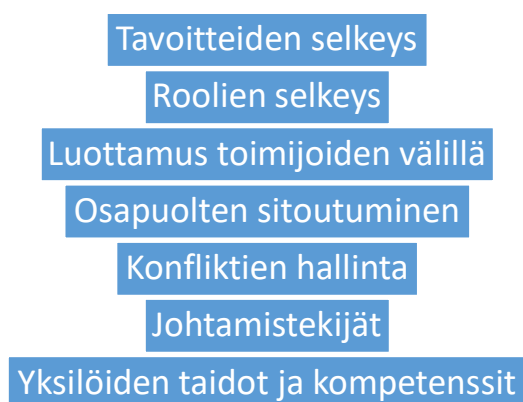 Tavoitteiden selkeys
Roolien selkeys
Luottamus toimijoiden välillä
Osapuolten sitoutuminen
Konfliktien hallinta
Johtamistekijät
Yksilöiden taidot ja kompetenssit